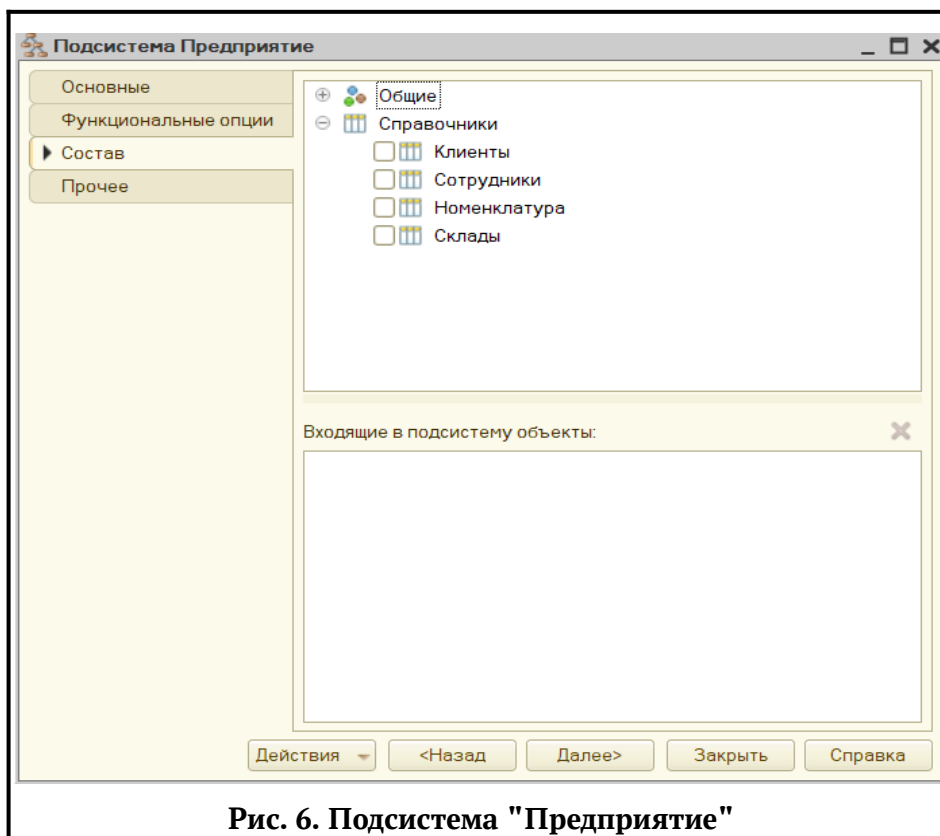 Подсистема Предприятие
Основные
Функциональные опции
Состав
Прочее
Общие
Справочники
Клиенты
Сотрудники
Номенклатура
Склады
Входящие в подсистему объекты:
Действия <Назад Далее> Закрыть Справка
Рис. 6. Подсистема "Предприятие"